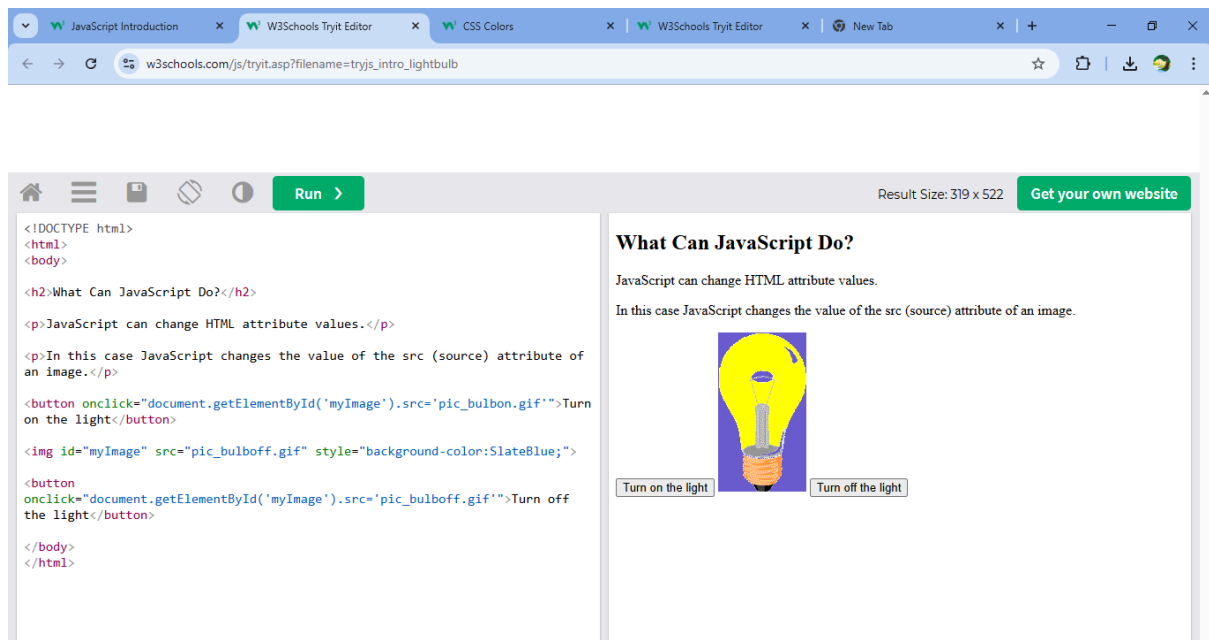 JavaScript Introduction
W3Schools Tryit Editor
CSS Colors
W3Schools Tryit Editor
New Tab
w3schools.com/js/tryit.asp?filename=tryjs_intro_lightbulb
Run ❯
Result Size: 319 x 522
Get your own website
<!DOCTYPE html>
<html>
<body>
<h2>What Can JavaScript Do?</h2>
<p>JavaScript can change HTML attribute values.</p>
<p>In this case JavaScript changes the value of the src (source) attribute of
an image.</p>
<button onclick="document.getElementById('myImage').src='pic_bulbon.gif'">Turn
on the light</button>
<img id="myImage" src="pic_bulboff.gif" style="background-color:SlateBlue;">
<button
onclick="document.getElementById('myImage').src='pic_bulboff.gif'">Turn off
the light</button>
</body>
</html>
What Can JavaScript Do?
JavaScript can change HTML attribute values.
In this case JavaScript changes the value of the src (source) attribute of an image.
Turn on the light
Turn off the light